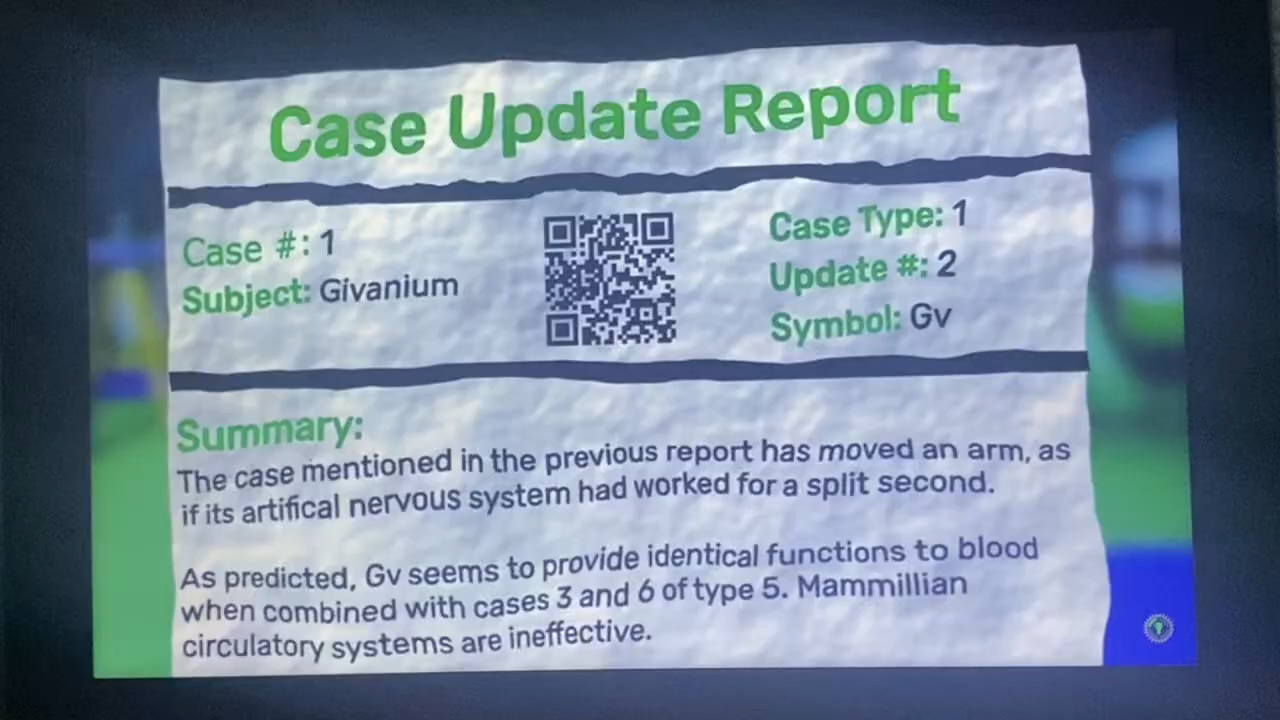 Case Update Report
Case #: 1
Subject: Givanium
Case Type: 1
Update #: 2
Symbol: Gv
Summary:
The case mentioned in the previous report has moved an arm, as
if its artifical nervous system had worked for a split second.
As predicted, Gv seems to provide identical functions to blood
when combined with cases 3 and 6 of type 5. Mammillian
circulatory systems are ineffective.